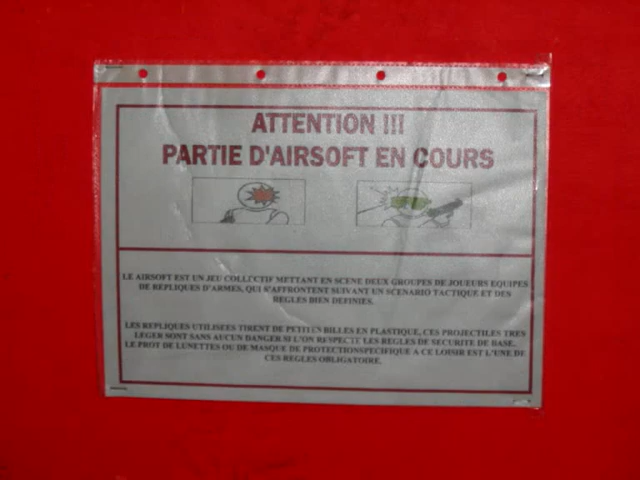 ATTENTION !!!
PARTIE D'AIRSOFT EN COURS
LE AIRSOFT EST UN JEU COLLECTIF METTANT EN SCENE DEUX GROUPES DE JOUEURS EQUIPES
DE REPLIQUES D'ARMES, QUI S'AFFRONTENT SUIVANT UN SCENARIO TACTIQUE ET DES
REGLES BIEN DEFINIES.
LES REPLIQUES UTILISEES TIRENT DE PETITES BILLES EN PLASTIQUE, CES PROJECTILES TRES
LEGER SONT SANS AUCUN DANGER SI L'ON RESPECTE LES REGLES DE SECURITE DE BASE.
LE PROT DE LUNETTES OU DE MASQUE DE PROTECTIONSPECIFIQUE A CE LOISIR EST L'UNE DE
CES REGLES OBLIGATOIRE.